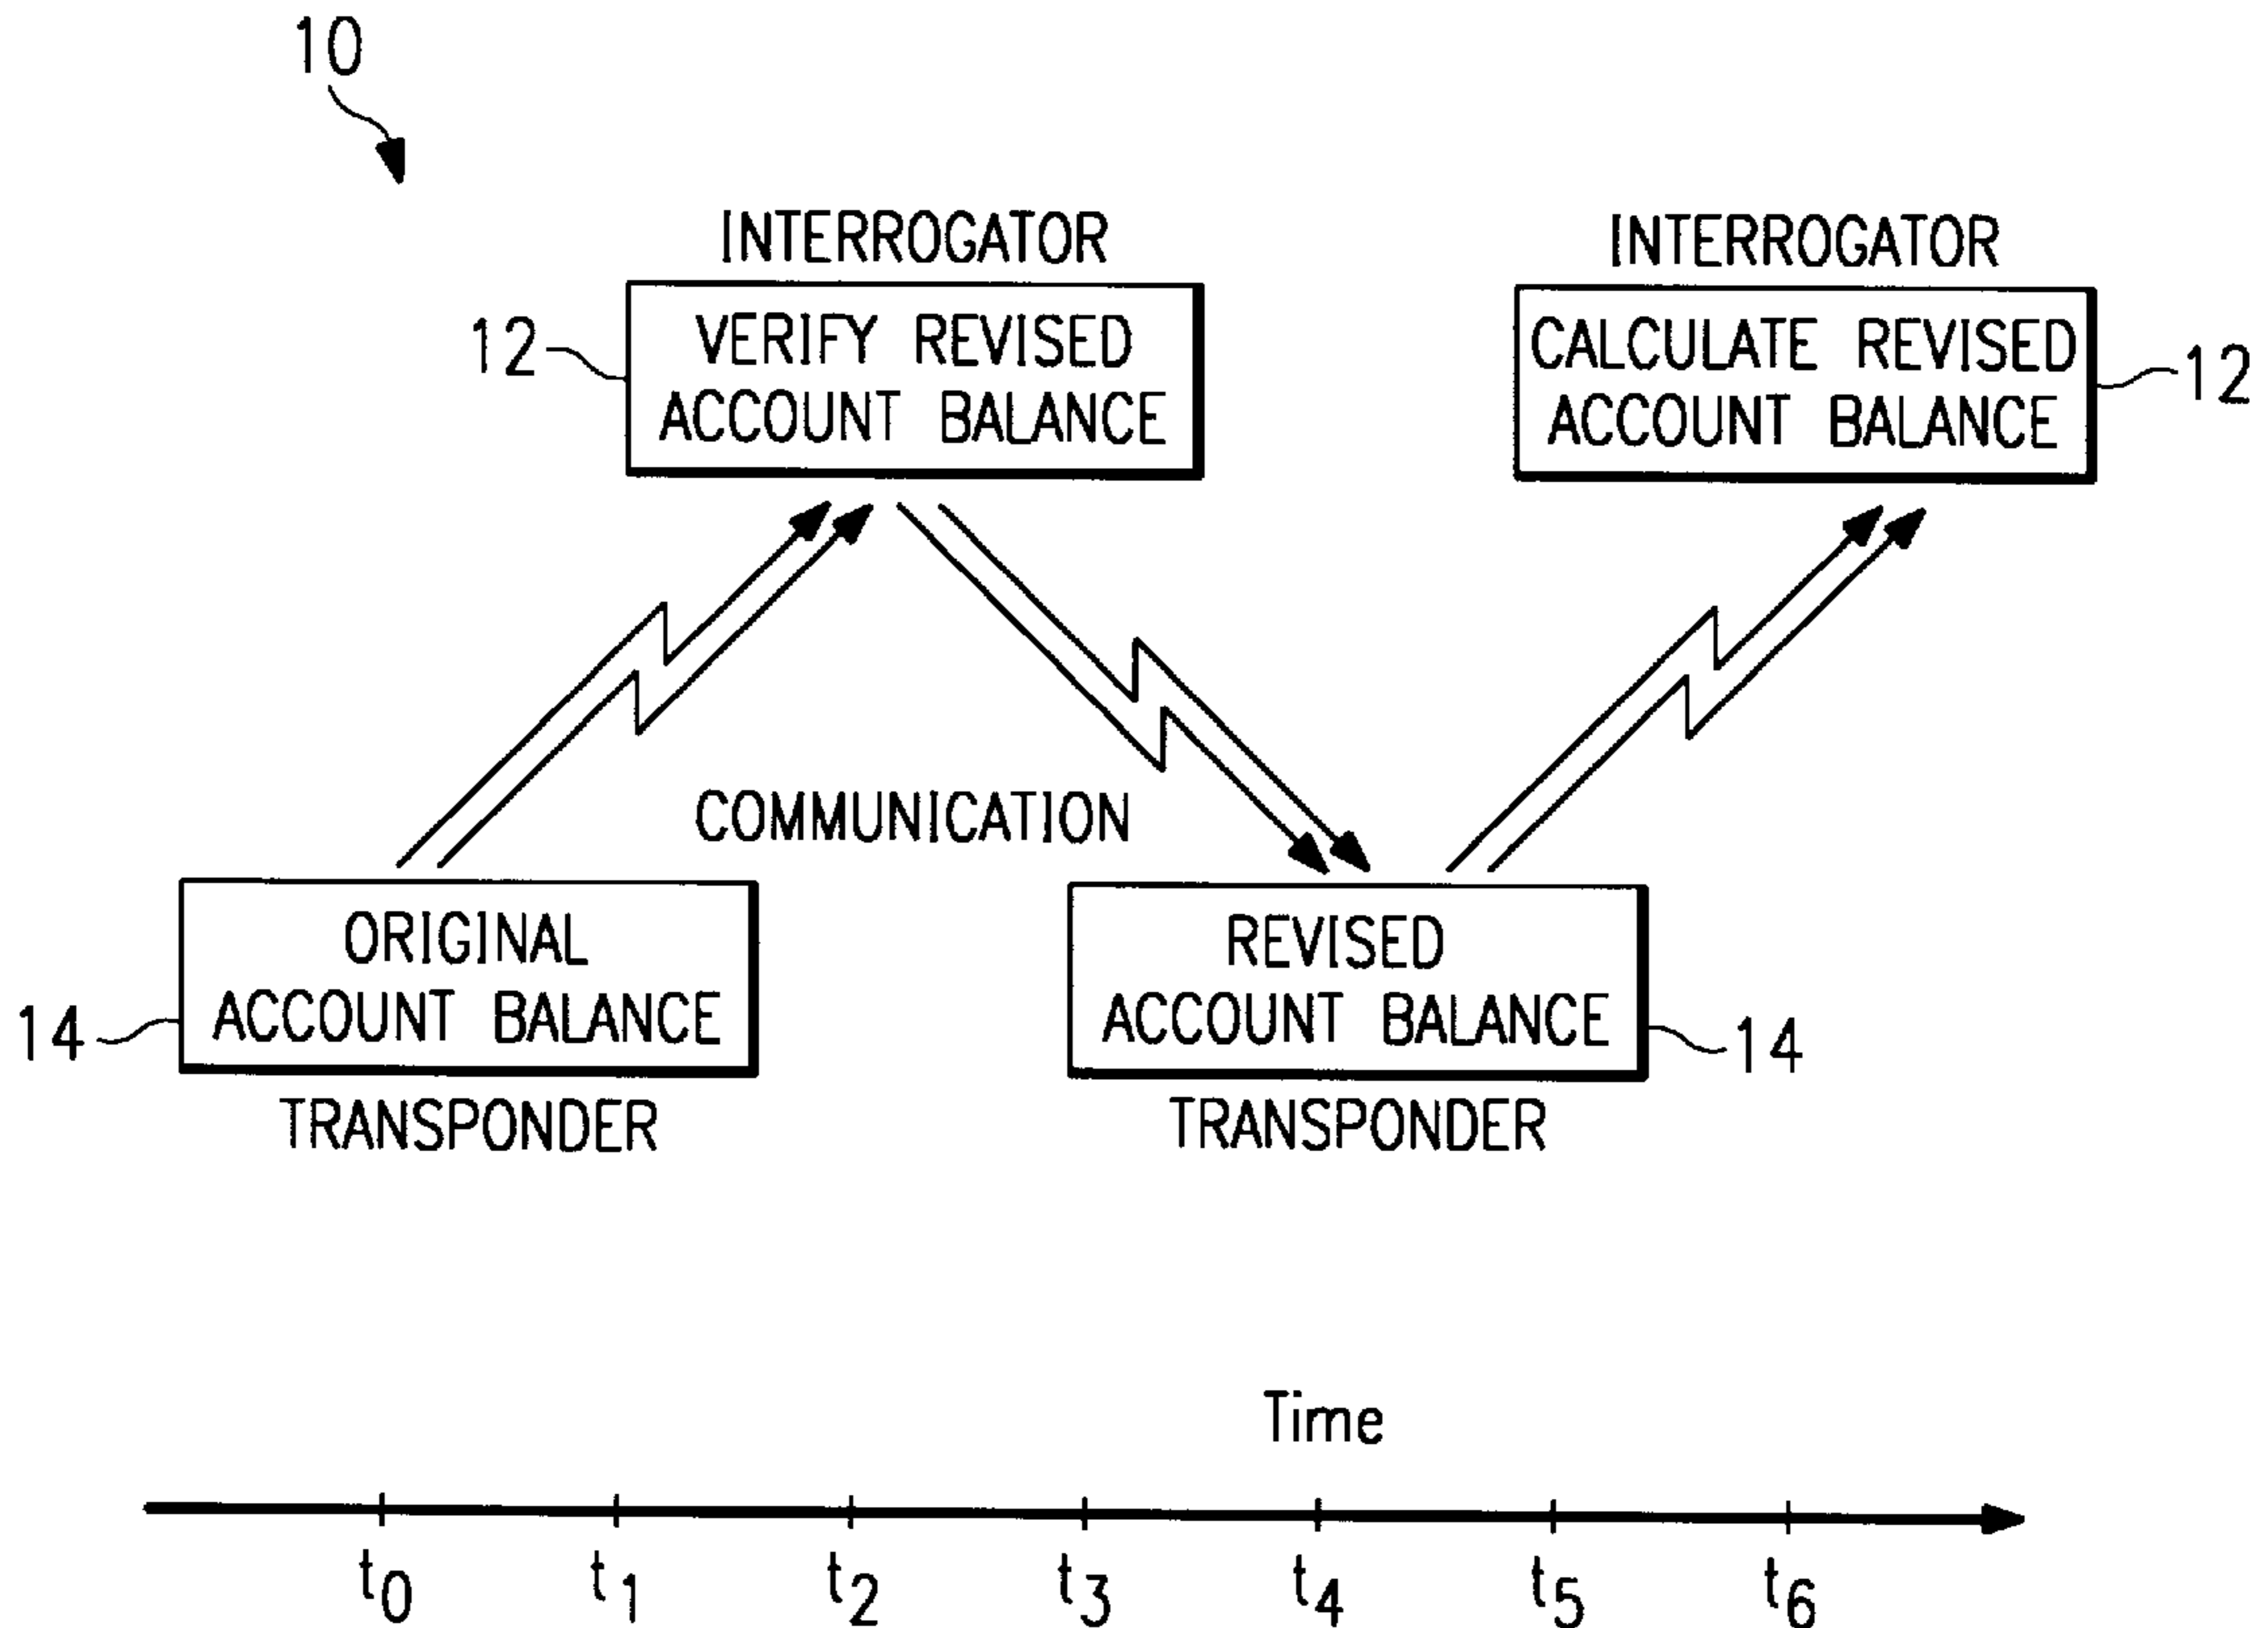 10
INTERROGATOR
INTERROGATOR
12
VERIFY REVISED
ACCOUNT BALANCE
CALCULATE REVISED
ACCOUNT BALANCE
12
COMMUNICATION
14
ORIGINAL
ACCOUNT BALANCE
REVISED
ACCOUNT BALANCE
14
TRANSPONDER
TRANSPONDER
Time
t0 t1 t2 t3 t4 t5 t6